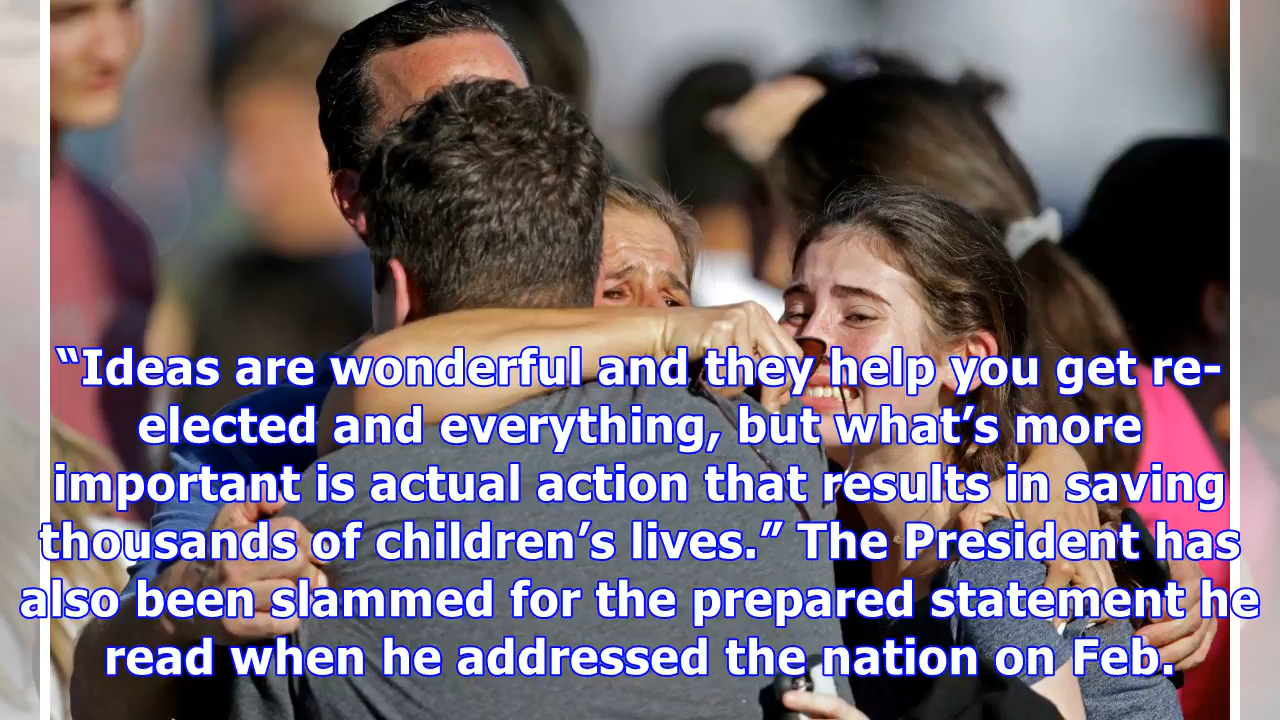 “Ideas are wonderful and they help you get re-
elected and everything, but what’s more
important is actual action that results in saving
thousands of children’s lives.” The President has
also been slammed for the prepared statement he
read when he addressed the nation on Feb.